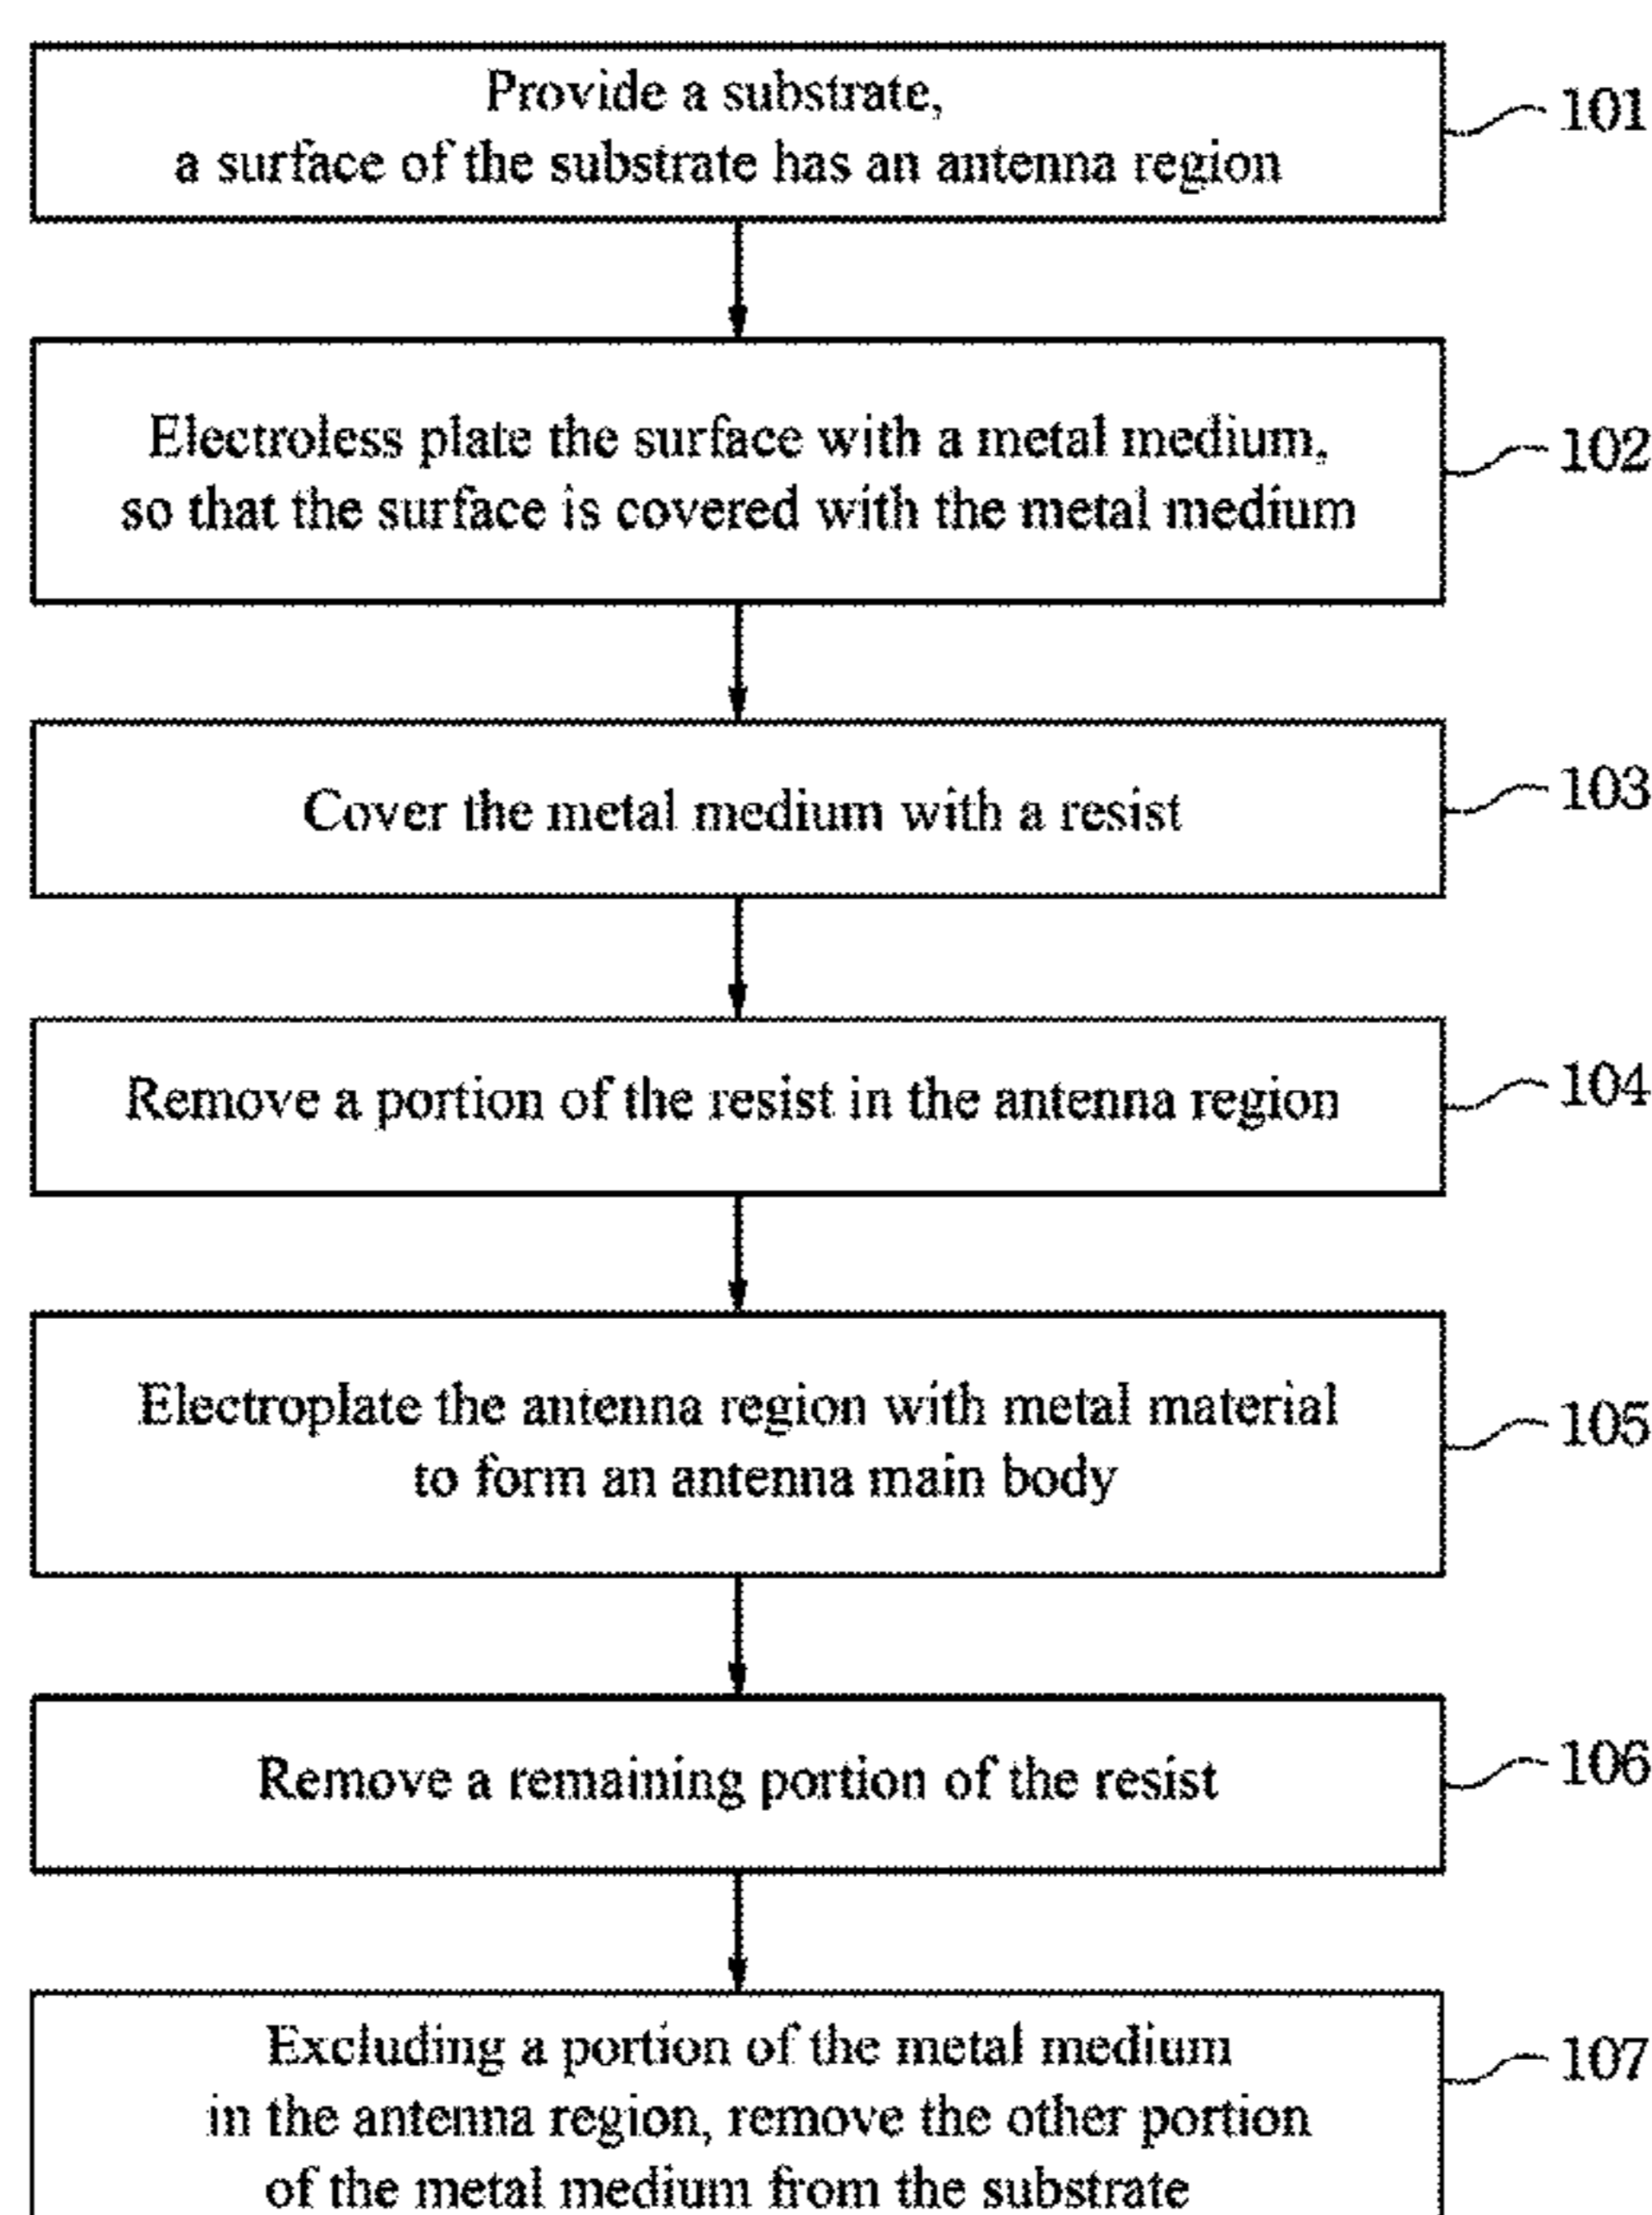 Provide a substrate,
a surface of the substrate has an antenna region
101
Electroless plate the surface with a metal medium,
so that the surface is covered with the metal medium
102
Cover the metal medium with a resist
103
Remove a portion of the resist in the antenna region
104
Electroplate the antenna region with metal material
to form an antenna main body
105
Remove a remaining portion of the resist
106
Excluding a portion of the metal medium
in the antenna region, remove the other portion
of the metal medium from the substrate
107